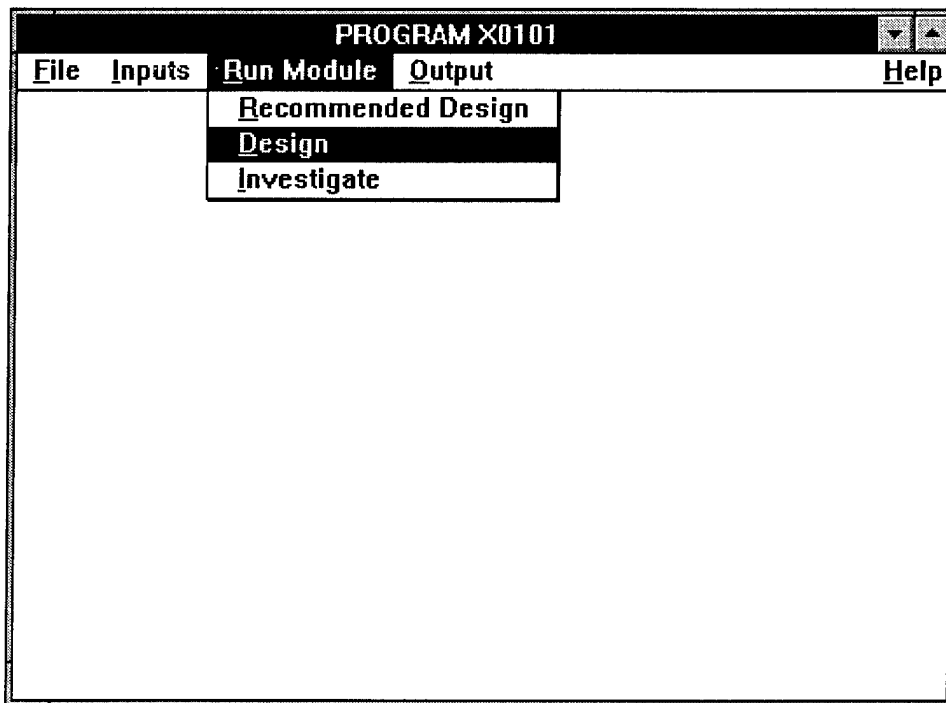 PROGRAM X0101
File Inputs Run Module Output Help
Recommended Design
Design
Investigate